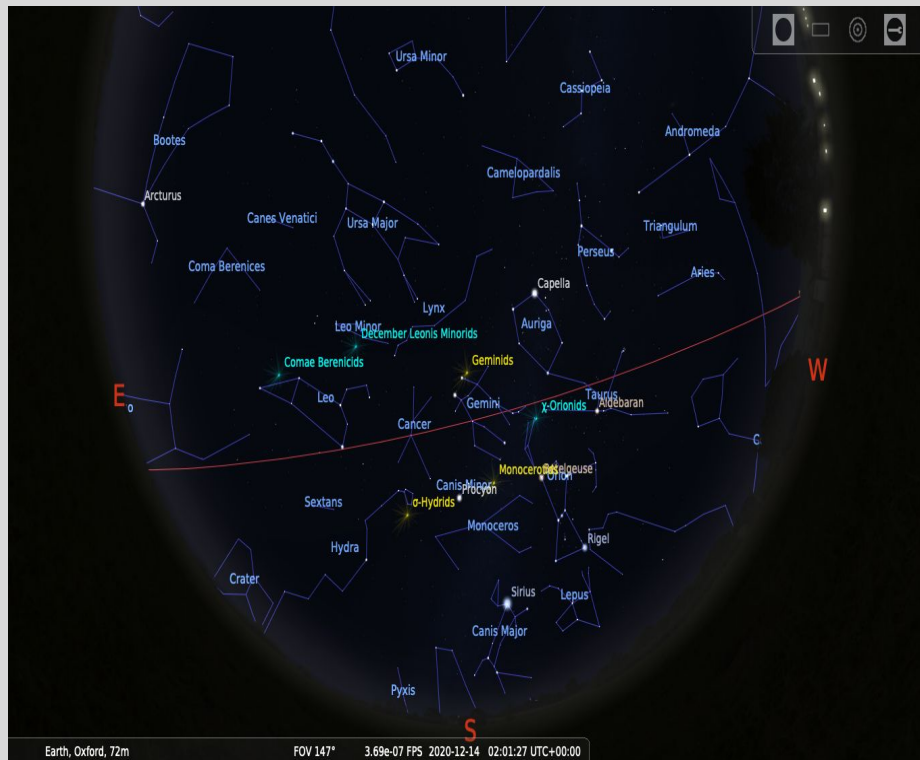 Ursa Minor
Cassiopeia
Bootes
Andromeda
Camelopardalis
Arcturus
Canes Venatici
Ursa Major
Triangulum
Perseus
Coma Berenices
Aries
Capella
Lynx
Auriga
Leo Minor
December Leonis Minorids
Comae Berenicids
Geminids
W
E
Leo
Gemini
Taurus
Aldebaran
χ-Orionids
Cancer
C
Monocerotids
Betelgeuse
Orion
Canis Minor
Procyon
Sextans
σ-Hydrids
Monoceros
Hydra
Rigel
Crater
Sirius
Lepus
Canis Major
Pyxis
S
Earth, Oxford, 72m FOV 147° 3.69e-07 FPS 2020-12-14 02:01:27 UTC+00:00